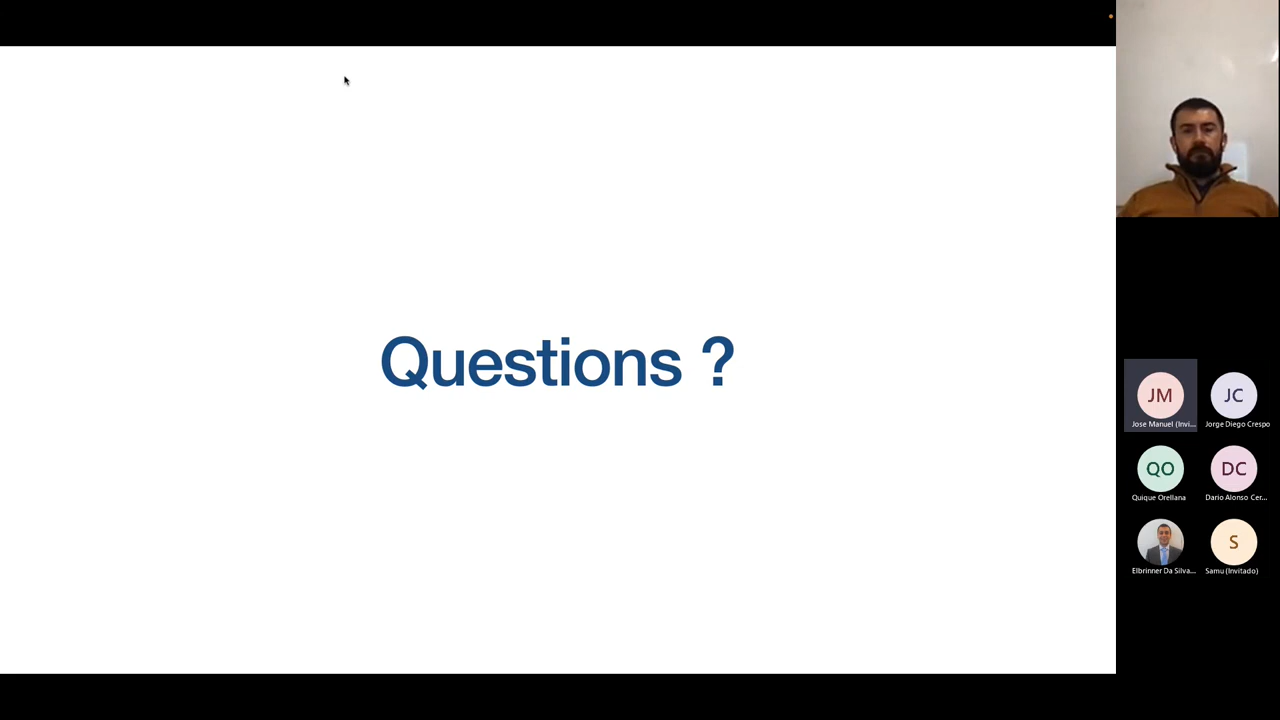 Questions ?
JM
JC
Jose Manuel (Invi...
Jorge Diego Crespo
QO
DC
Quique Orellana
Dario Alonso Cer...
S
Elbrinner Da Silva...
Samu (Invitado)